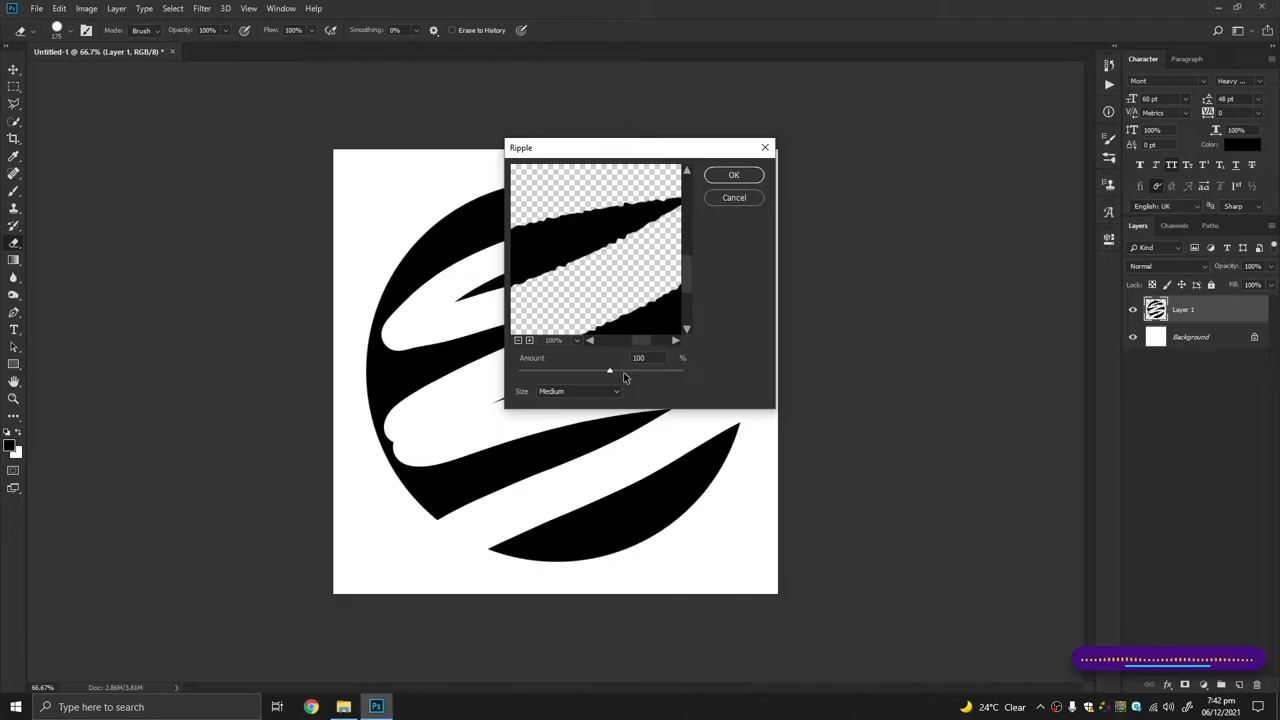 Ps File Edit Image Layer Type Select Filter 3D View Window Help
175 Mode: Brush Opacity: 100% Flow: 100% Smoothing: 0% Erase to History
Untitled-1 @ 66.7% (Layer 1, RGB/8) *
Character Paragraph
Mont Heavy ...
60 pt 48 pt
Metrics 0
100% 100%
0 pt Color:
English: UK Sharp
Layers Channels Paths
Kind
Normal Opacity: 100%
Lock: Fill: 100%
Layer 1
Background
Ripple
OK
Cancel
100%
Amount 100 %
Size Medium
66.67% Doc: 2.86M/3.81M
Type here to search
Ps
24°C Clear
7:42 pm
06/12/2021